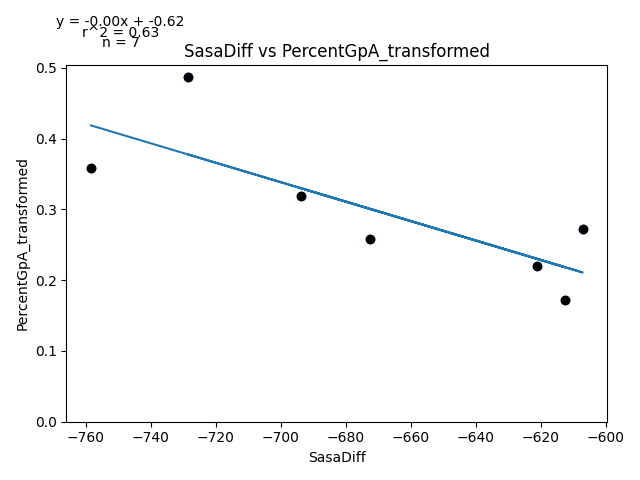 y = -0.00x + -0.62
r^2 = 0.63
n = 7
SasaDiff vs PercentGpA_transformed
0.5
0.4
0.3
0.2
0.1
0.0
PercentGpA_transformed
−760 −740 −720 −700 −680 −660 −640 −620 −600
SasaDiff